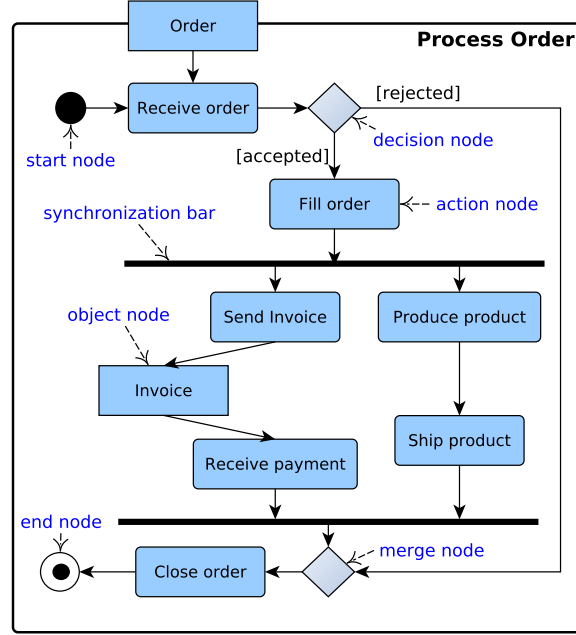 Order
Process Order
Receive order
[rejected]
decision node
start node
[accepted]
Fill order
action node
synchronization bar
Send Invoice
Produce product
object node
Invoice
Ship product
Receive payment
end node
merge node
Close order